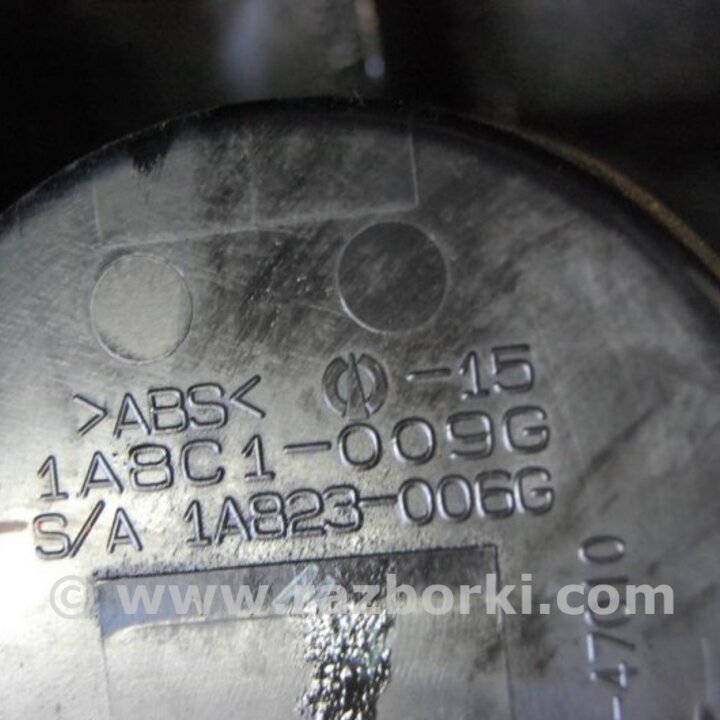 >ABS< -15
1A8C1-009G
S/A 1A823-006G
© www.razborki.com